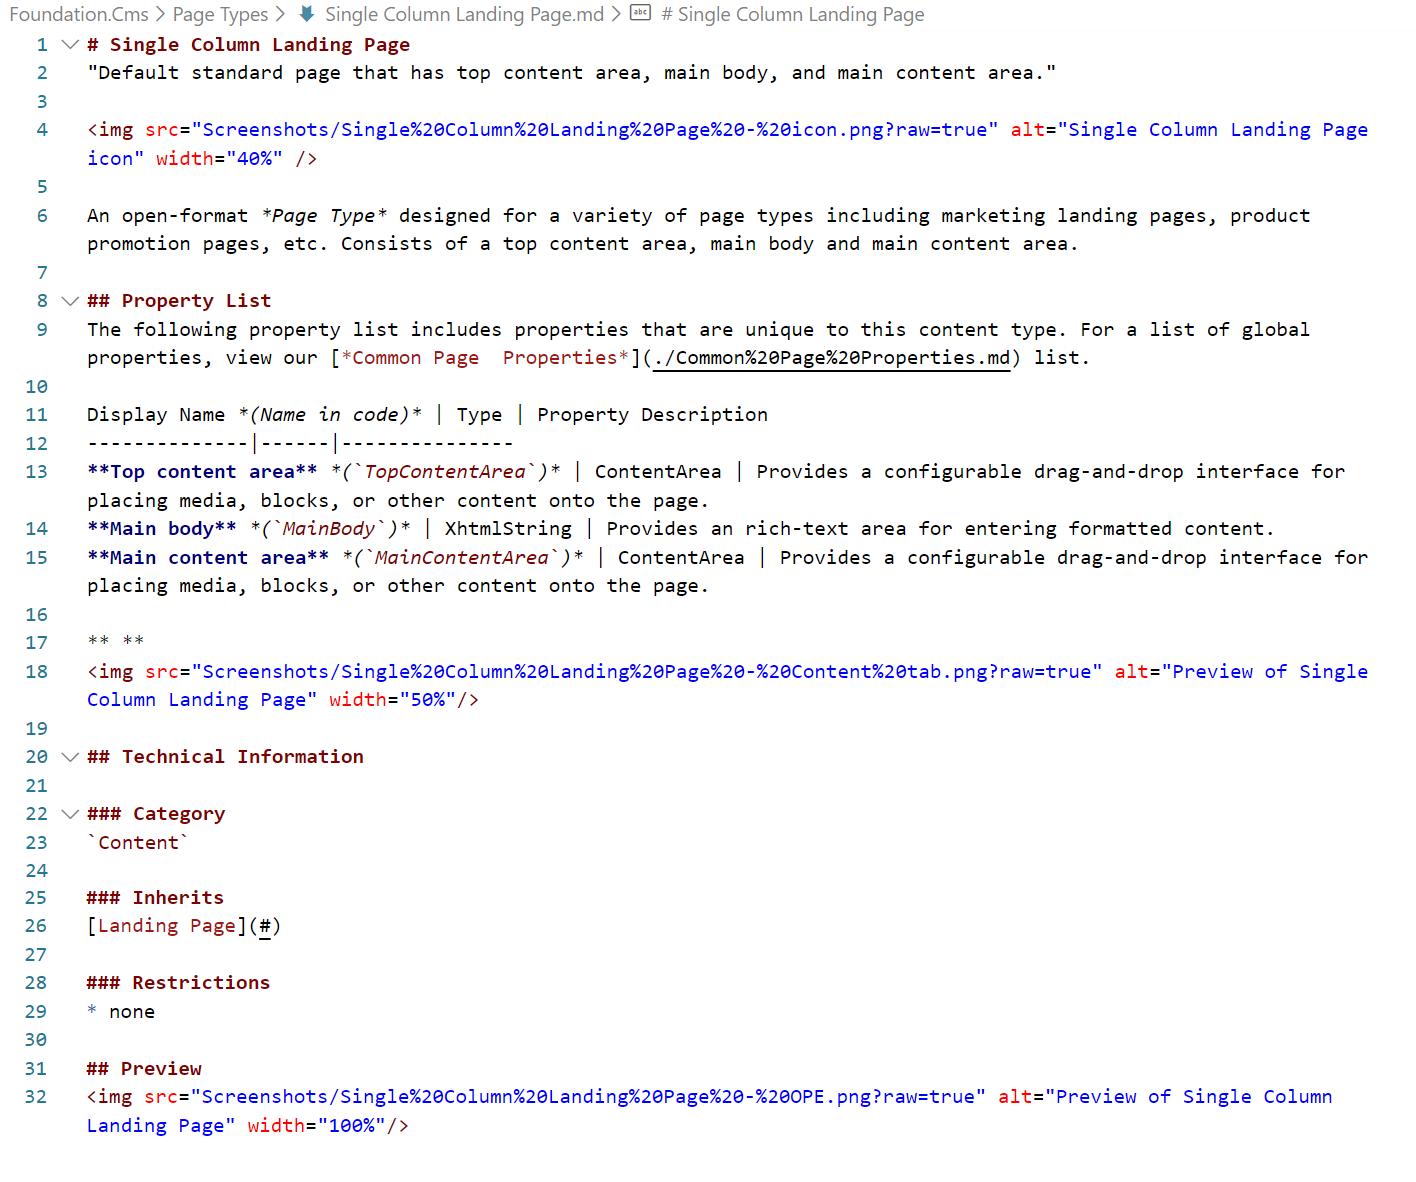 Foundation.Cms > Page Types > Single Column Landing Page.md > abc # Single Column Landing Page
1 # Single Column Landing Page
2 "Default standard page that has top content area, main body, and main content area."
3
4 <img src="Screenshots/Single%20Column%20Landing%20Page%20-%20icon.png?raw=true" alt="Single Column Landing Page
icon" width="40%" />
5
6 An open-format *Page Type* designed for a variety of page types including marketing landing pages, product
promotion pages, etc. Consists of a top content area, main body and main content area.
7
8 ## Property List
9 The following property list includes properties that are unique to this content type. For a list of global
properties, view our [*Common Page  Properties*](./Common%20Page%20Properties.md) list.
10
11 Display Name *(Name in code)* | Type | Property Description
12 --------------|------|---------------
13 **Top content area** *(`TopContentArea`)* | ContentArea | Provides a configurable drag-and-drop interface for
placing media, blocks, or other content onto the page.
14 **Main body** *(`MainBody`)* | XhtmlString | Provides an rich-text area for entering formatted content.
15 **Main content area** *(`MainContentArea`)* | ContentArea | Provides a configurable drag-and-drop interface for
placing media, blocks, or other content onto the page.
16
17 ** **
18 <img src="Screenshots/Single%20Column%20Landing%20Page%20-%20Content%20tab.png?raw=true" alt="Preview of Single
Column Landing Page" width="50%"/>
19
20 ## Technical Information
21
22 ### Category
23 `Content`
24
25 ### Inherits
26 [Landing Page](#)
27
28 ### Restrictions
29 * none
30
31 ## Preview
32 <img src="Screenshots/Single%20Column%20Landing%20Page%20-%20OPE.png?raw=true" alt="Preview of Single Column
Landing Page" width="100%"/>